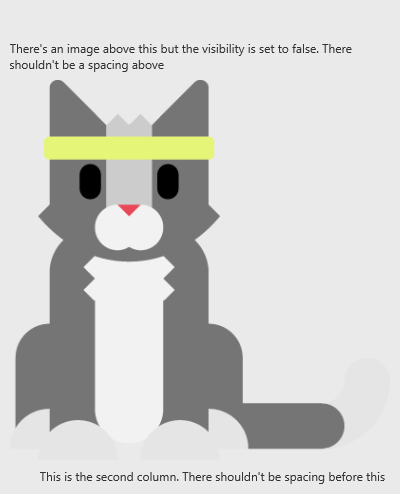 There's an image above this but the visibility is set to false. There
shouldn't be a spacing above
This is the second column. There shouldn't be spacing before this